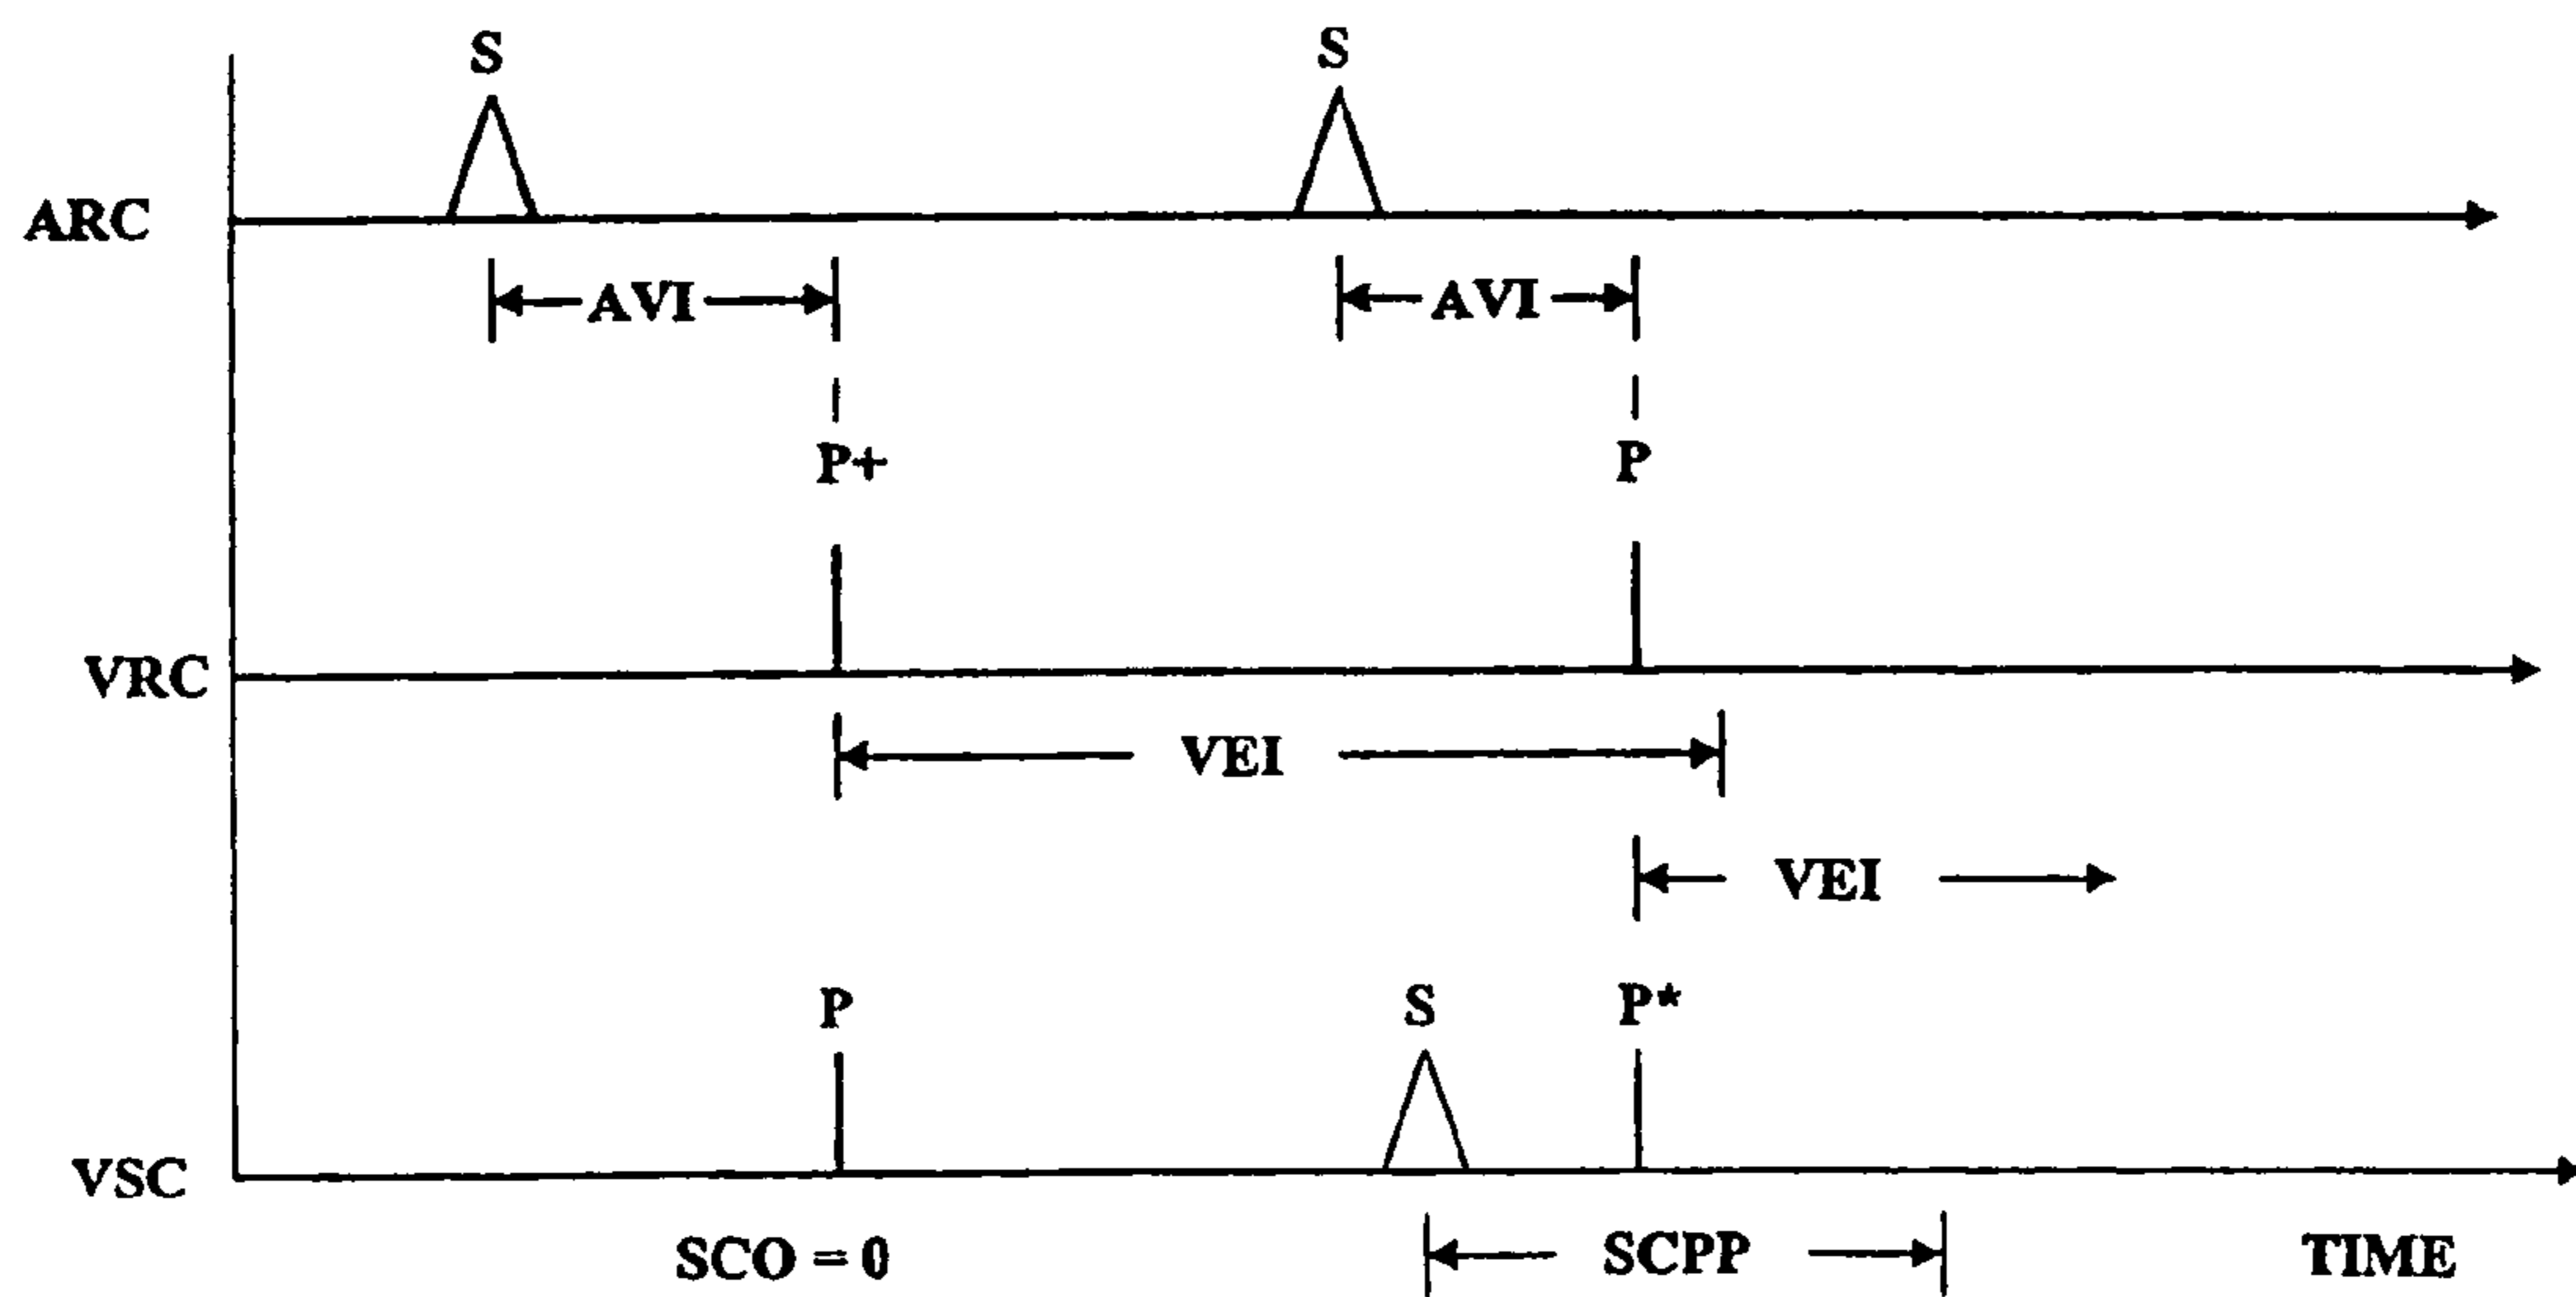 S S
ARC
AVI AVI
P+ P
VRC
VEI
VEI
P S P*
VSC
SCO = 0 SCPP TIME